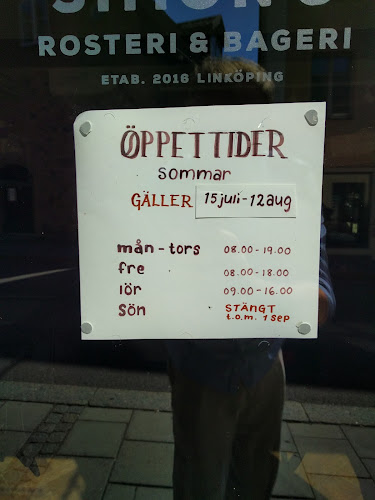 ROSTERI & BAGERI
ETAB. 2016 LINKÖPING
ÖPPETTIDER
sommar
GÄLLER 15 juli - 12 aug
mån - tors 08.00 - 19.00
fre 08.00 - 18.00
lör 09.00 - 16.00
Sön STÄNGT
t.o.m. 1 sep